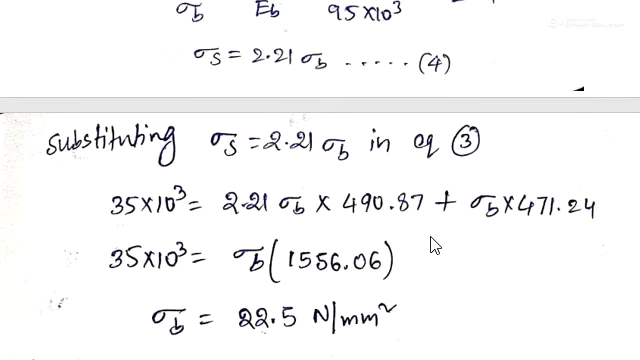 σb Eb 95×10³
σs = 2.21 σb ..... (4)
substituting σs = 2.21 σb in eq ③
35×10³ = 2.21 σb × 490.87 + σb × 471.24
35×10³ = σb (1556.06)
σb = 22.5 N/mm²